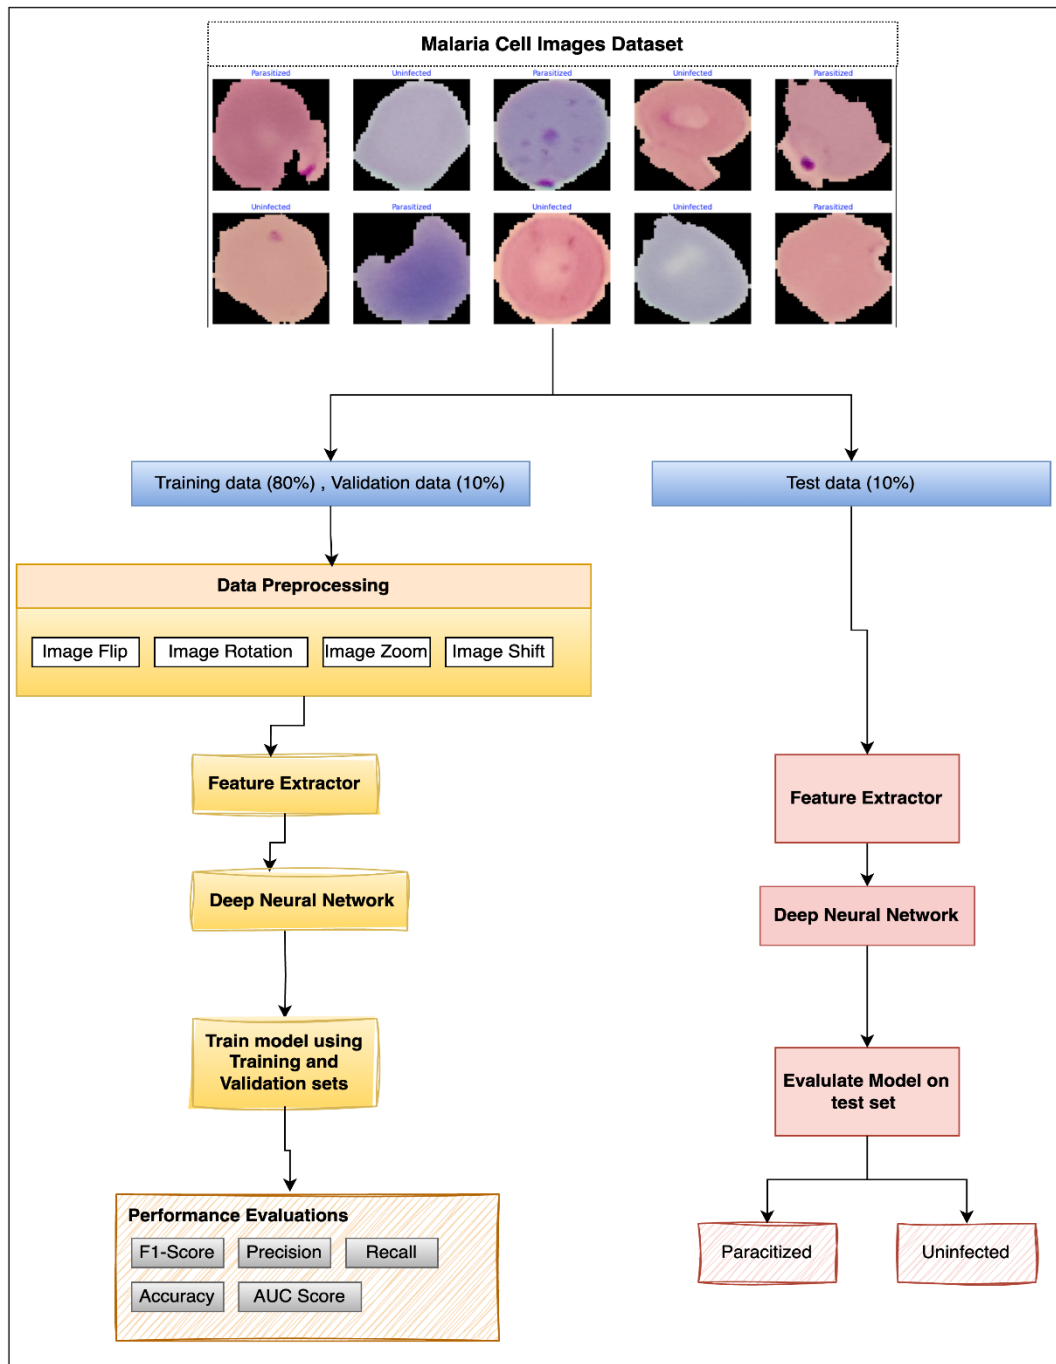 Malaria Cell Images Dataset
Parasitized
Uninfected
Parasitized
Uninfected
Parasitized
Uninfected
Parasitized
Uninfected
Uninfected
Parasitized
Training data (80%) , Validation data (10%)
Test data (10%)
Data Preprocessing
Image Flip
Image Rotation
Image Zoom
Image Shift
Feature Extractor
Deep Neural Network
Train model using
Training and
Validation sets
Performance Evaluations
F1-Score
Precision
Recall
Accuracy
AUC Score
Feature Extractor
Deep Neural Network
Evalulate Model on
test set
Paracitized
Uninfected